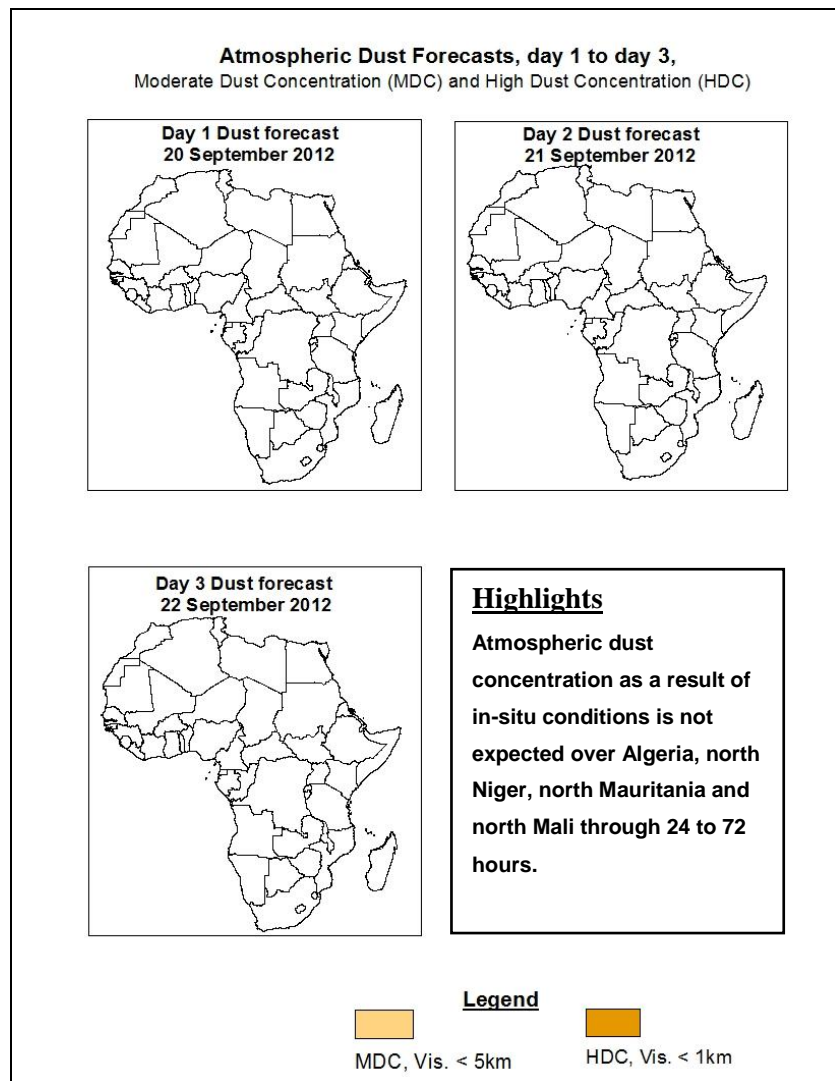 Atmospheric Dust Forecasts, day 1 to day 3,
Moderate Dust Concentration (MDC) and High Dust Concentration (HDC)
Day 1 Dust forecast
20 September 2012
Day 2 Dust forecast
21 September 2012
Day 3 Dust forecast
22 September 2012
Highlights
Atmospheric dust
concentration as a result of
in-situ conditions is not
expected over Algeria, north
Niger, north Mauritania and
north Mali through 24 to 72
hours.
Legend
MDC, Vis. < 5km
HDC, Vis. < 1km